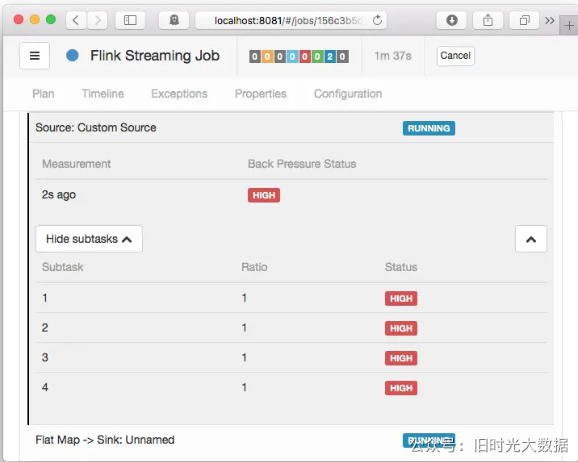 localhost:8081/#/jobs/156c3b5
Flink Streaming Job
0 0 0 0 0 0 2 0
1m 37s
Cancel
Plan Timeline Exceptions Properties Configuration
Source: Custom Source RUNNING
Measurement Back Pressure Status
2s ago HIGH
Hide subtasks
Subtask Ratio Status
1 1 HIGH
2 1 HIGH
3 1 HIGH
4 1 HIGH
Flat Map -> Sink: Unnamed RUNNING
公众号：旧时光大数据